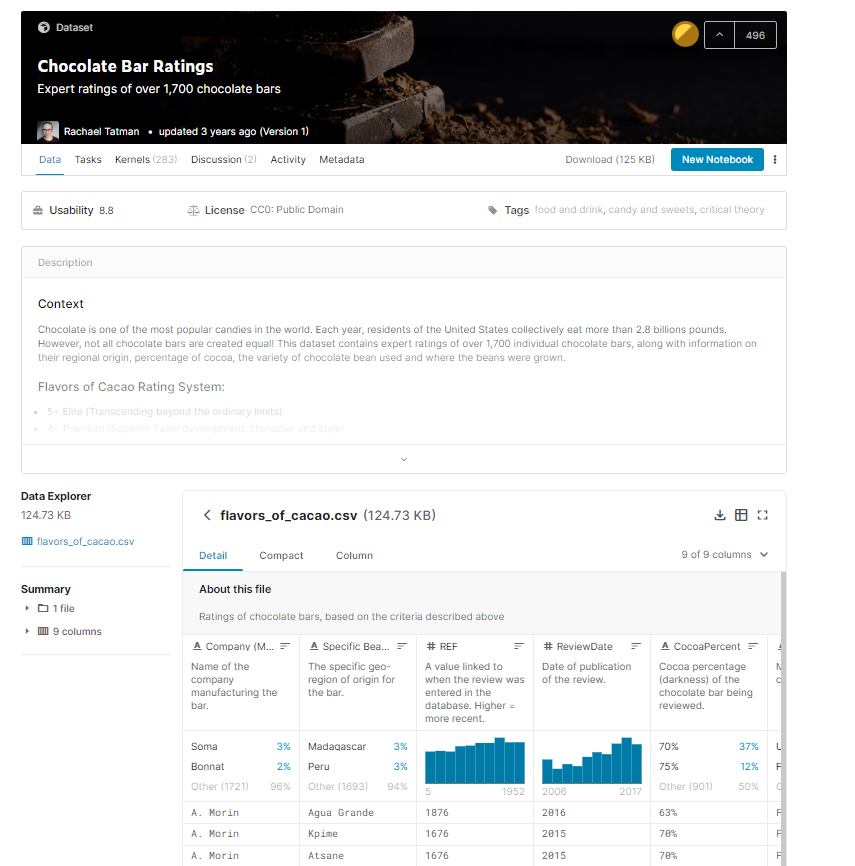 Dataset
496
Chocolate Bar Ratings
Expert ratings of over 1,700 chocolate bars
Rachael Tatman • updated 3 years ago (Version 1)
Data Tasks Kernels (283) Discussion (2) Activity Metadata Download (125 KB) New Notebook
Usability 8.8 License CC0: Public Domain Tags food and drink, candy and sweets, critical theory
Description
Context
Chocolate is one of the most popular candies in the world. Each year, residents of the United States collectively eat more than 2.8 billions pounds.
However, not all chocolate bars are created equal! This dataset contains expert ratings of over 1,700 individual chocolate bars, along with information on
their regional origin, percentage of cocoa, the variety of chocolate bean used and where the beans were grown.
Flavors of Cacao Rating System:
• 5= Elite (Transcending beyond the ordinary limits)
• 4= Premium (Superior flavor development, character and style)
Data Explorer
124.73 KB
flavors_of_cacao.csv
Summary
1 file
9 columns
flavors_of_cacao.csv (124.73 KB)
Detail Compact Column 9 of 9 columns
About this file
Ratings of chocolate bars, based on the criteria described above
A Company (M... A Specific Bea... # REF # ReviewDate A CocoaPercent
Name of the The specific geo- A value linked to Date of publication Cocoa percentage
company region of origin for when the review was of the review. (darkness) of the
manufacturing the the bar. entered in the chocolate bar being
bar. database. Higher = reviewed.
more recent.
Soma 3% Madagascar 3% 70% 37%
Bonnat 2% Peru 3% 75% 12%
Other (1721) 96% Other (1693) 94% 5 1952 2006 2017 Other (901) 50%
A. Morin Agua Grande 1876 2016 63% F
A. Morin Kpime 1676 2015 70% F
A. Morin Atsane 1676 2015 70% F